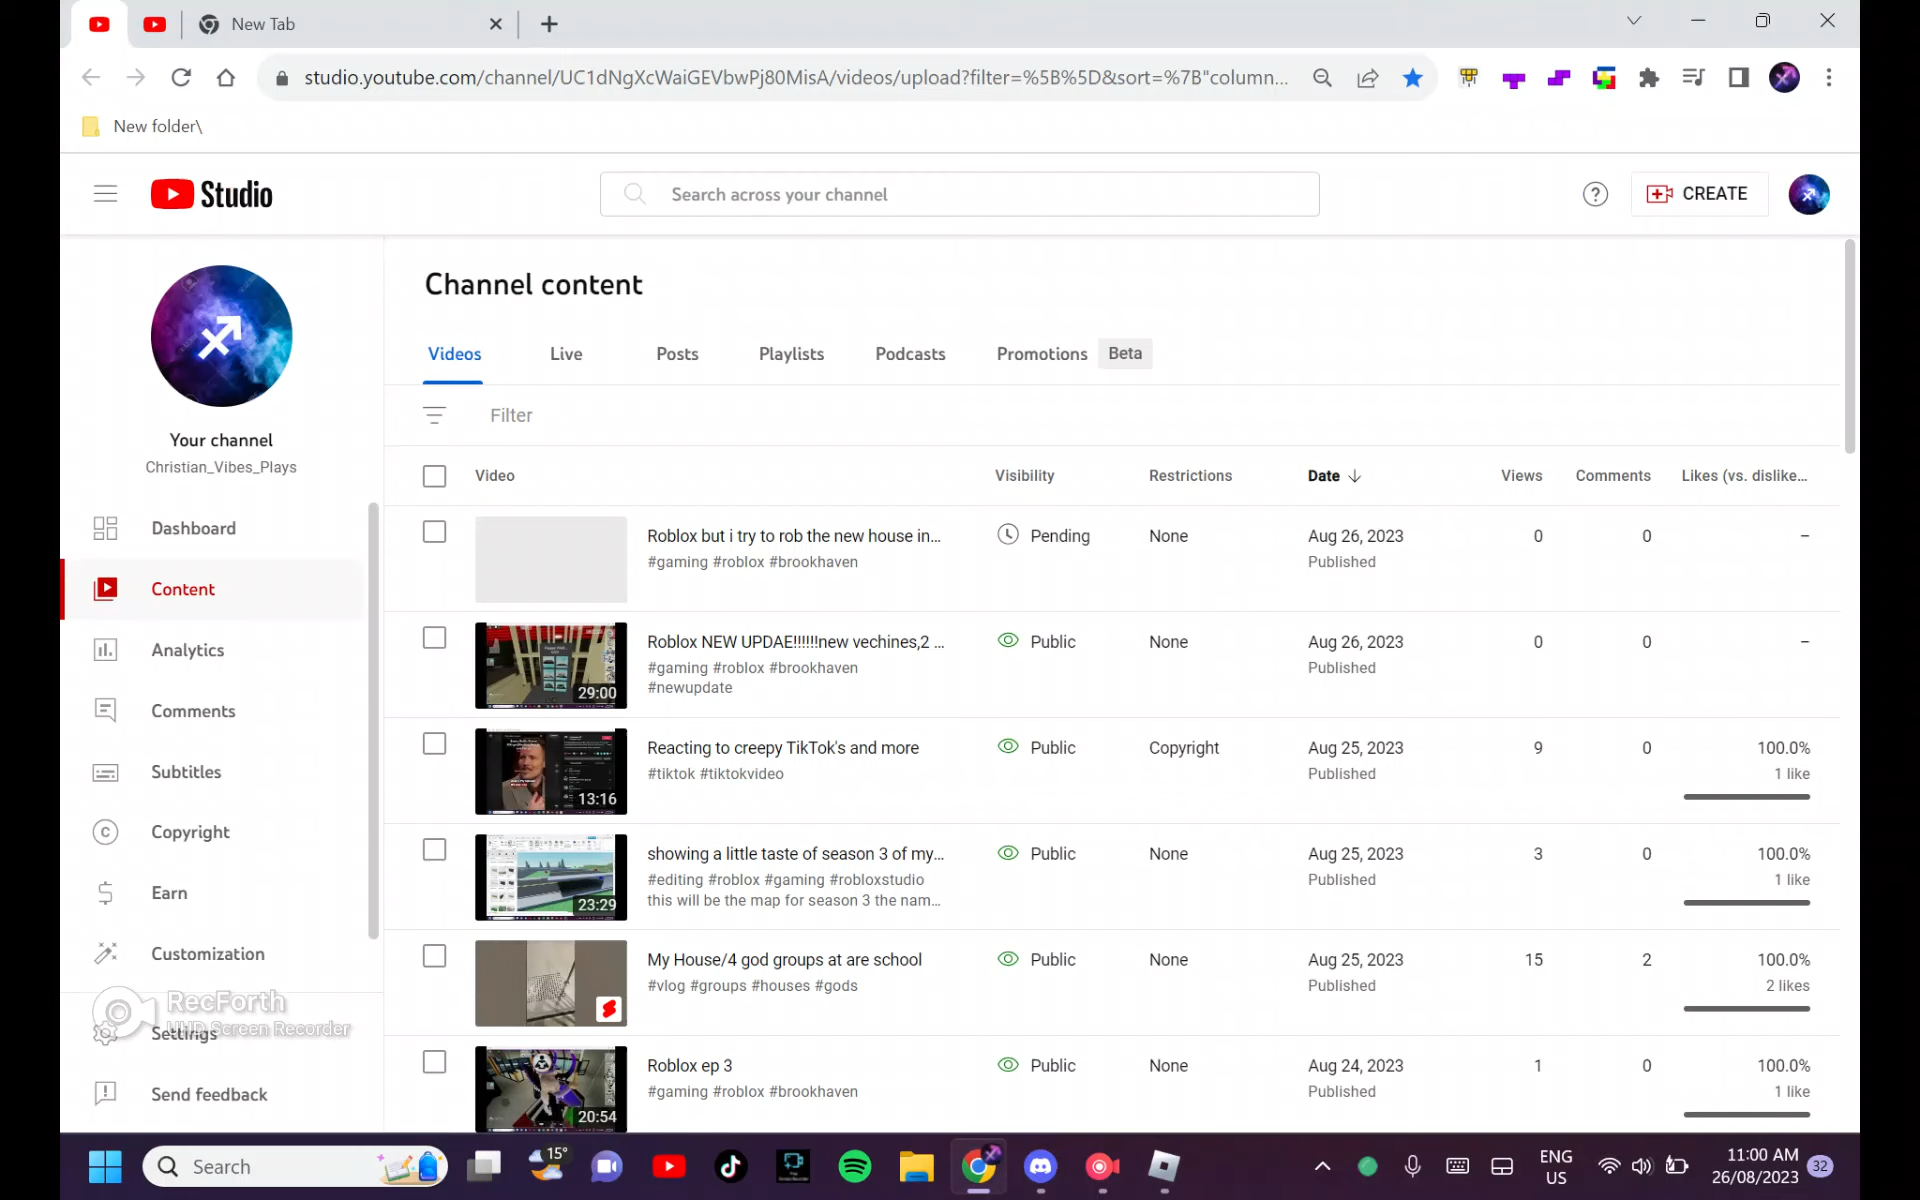 New Tab
studio.youtube.com/channel/UC1dNgXcWaiGEVbwPj80MisA/videos/upload?filter=%5B%5D&sort=%7B"column...
New folder\
Studio
Search across your channel
CREATE
Channel content
Videos Live Posts Playlists Podcasts Promotions Beta
Filter
Your channel
Christian_Vibes_Plays
Dashboard
Content
Analytics
Comments
Subtitles
Copyright
Earn
Customization
RecForth
UHD Screen Recorder
Settings
Send feedback
Video Visibility Restrictions Date Views Comments Likes (vs. dislike...
Roblox but i try to rob the new house in... Pending None Aug 26, 2023 0 0 –
#gaming #roblox #brookhaven Published
Roblox NEW UPDAE!!!!!!new vechines,2 ... Public None Aug 26, 2023 0 0 –
#gaming #roblox #brookhaven Published
#newupdate
29:00
Reacting to creepy TikTok's and more Public Copyright Aug 25, 2023 9 0 100.0%
#tiktok #tiktokvideo Published 1 like
13:16
showing a little taste of season 3 of my... Public None Aug 25, 2023 3 0 100.0%
#editing #roblox #gaming #robloxstudio Published 1 like
this will be the map for season 3 the nam...
23:29
My House/4 god groups at are school Public None Aug 25, 2023 15 2 100.0%
#vlog #groups #houses #gods Published 2 likes
Roblox ep 3 Public None Aug 24, 2023 1 0 100.0%
#gaming #roblox #brookhaven Published 1 like
20:54
Search
15°
ENG
US
11:00 AM
26/08/2023
32